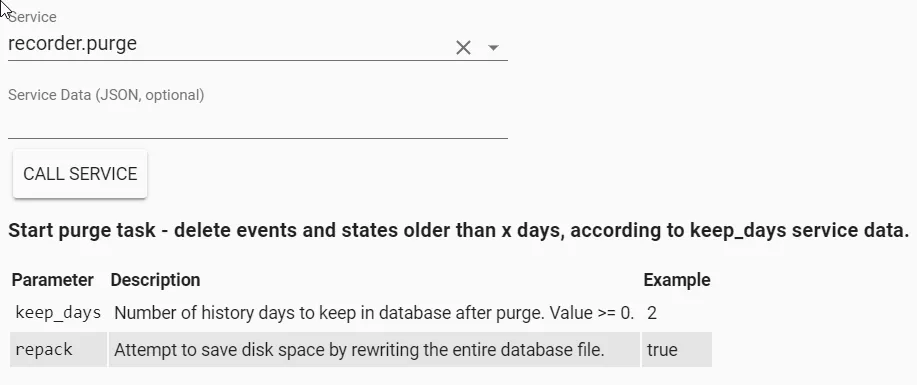 Service
recorder.purge
Service Data (JSON, optional)
CALL SERVICE
Start purge task - delete events and states older than x days, according to keep_days service data.
Parameter Description Example
keep_days Number of history days to keep in database after purge. Value >= 0. 2
repack Attempt to save disk space by rewriting the entire database file. true